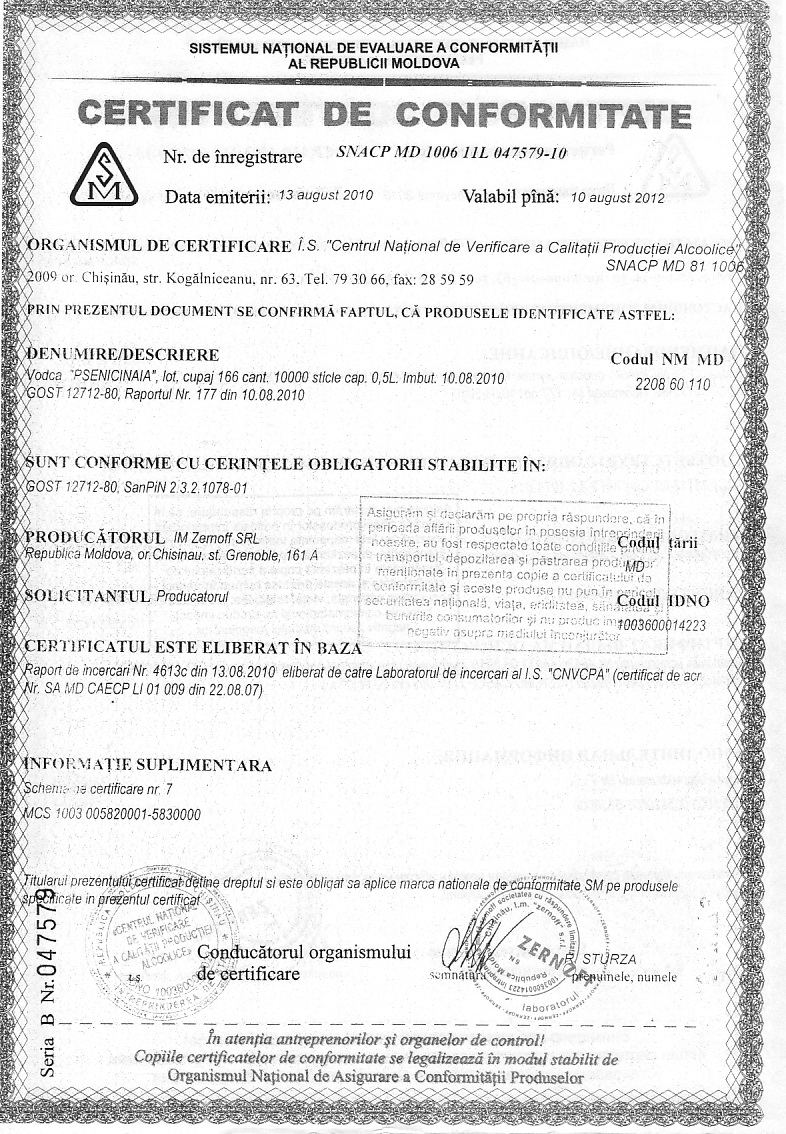 SISTEMUL NAȚIONAL DE EVALUARE A CONFORMITĂȚII
AL REPUBLICII MOLDOVA
CERTIFICAT DE CONFORMITATE
SM
Nr. de înregistrare SNACP MD 1006 11L 047579-10
Data emiterii: 13 august 2010 Valabil pînă: 10 august 2012
ORGANISMUL DE CERTIFICARE Î.S. "Centrul Național de Verificare a Calitații Producției Alcoolice"
SNACP MD 81 1006
2009 or. Chișinău, str. Kogălniceanu, nr. 63, Tel. 79 30 66, fax: 28 59 59
PRIN PREZENTUL DOCUMENT SE CONFIRMĂ FAPTUL, CĂ PRODUSELE IDENTIFICATE ASTFEL:
DENUMIRE/DESCRIERE Codul NM MD
Vodca "PSENICINAIA", lot, cupaj 166 cant. 10000 sticle cap. 0,5L. Imbut. 10.08.2010
2208 60 110
GOST 12712-80, Raportul Nr. 177 din 10.08.2010
SUNT CONFORME CU CERINȚELE OBLIGATORII STABILITE ÎN:
GOST 12712-80, SanPiN 2.3.2.1078-01
Asigurăm și declarăm pe propria răspundere, că în
perioada aflării produselor în posesia întreprinderii
noastre, au fost respectate toate condițiile privind
transportul, depozitarea și păstrarea produselor
menționate în prezenta copie a certificatului de
conformitate și aceste produse nu pun în pericol
securitatea națională, viața, ereditatea, sănătatea și
bunurile consumatorilor și nu produc impact
negativ asupra mediului înconjurător
PRODUCĂTORUL IM Zernoff SRL Codul țării
Republica Moldova, or. Chisinau, st. Grenoble, 161 A MD
SOLICITANTUL Producatorul Codul IDNO
1003600014223
CERTIFICATUL ESTE ELIBERAT ÎN BAZA
Raport de incercari Nr. 4613c din 13.08.2010 eliberat de catre Laboratorul de incercari al I.S. "CNVCPA" (certificat de acr.
Nr. SA MD CAECP LI 01 009 din 22.08.07)
INFORMAȚIE SUPLIMENTARA
Schema de certificare nr. 7
MCS 1003 005820001-5830000
Titularul prezentului certificat detine dreptul si este obligat sa aplice marca nationala de conformitate SM pe produsele
specificate in prezentul certificat
«CENTRUL NAȚIONAL
DE VERIFICARE
A CALITĂȚII PRODUCȚIEI
ALCOOLICE»
L.Ș.
Conducătorul organismului
de certificare
semnătura
R. STURZA
prenumele, numele
ZERNOFF
Republica Moldova
laboratorul
Seria B Nr. 047579
În atenția antreprenorilor și organelor de control!
Copiile certificatelor de conformitate se legalizează în modul stabilit de
Organismul Național de Asigurare a Conformității Produselor